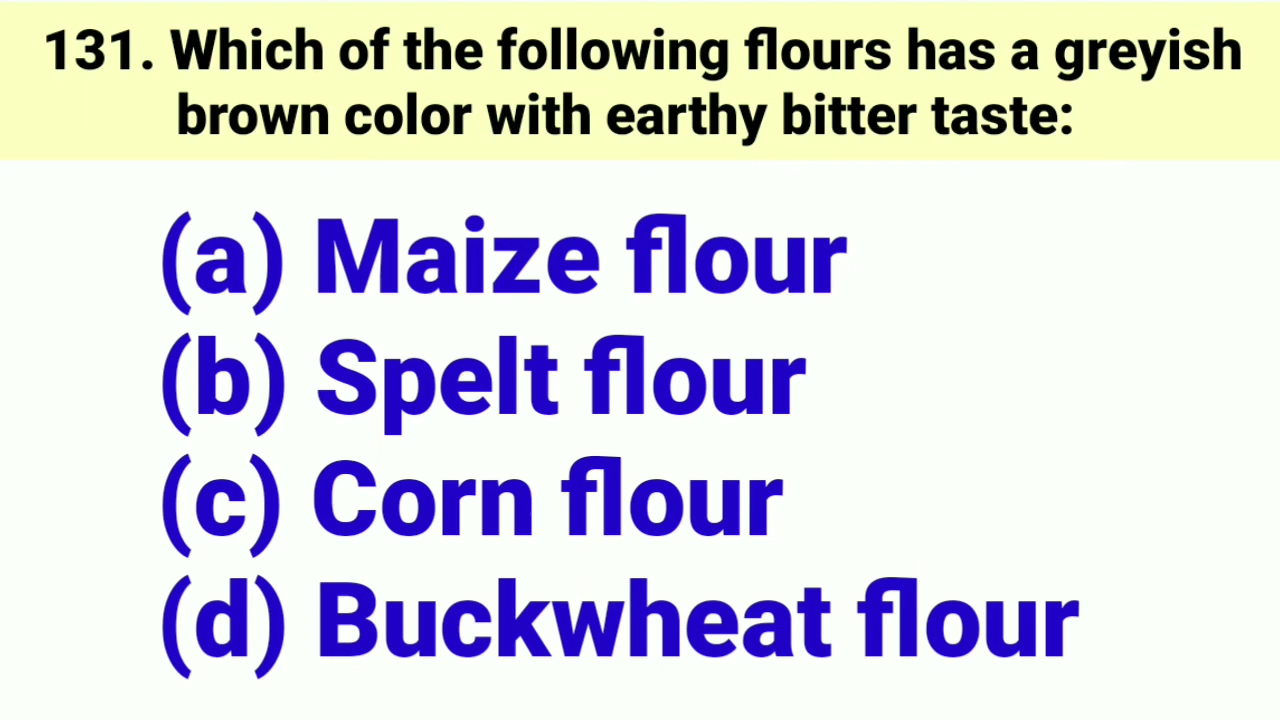 131. Which of the following flours has a greyish
brown color with earthy bitter taste:
(a) Maize flour
(b) Spelt flour
(c) Corn flour
(d) Buckwheat flour